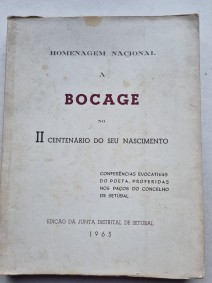 HOMENAGEM NACIONAL
A
BOCAGE
NO
II CENTENÁRIO DO SEU NASCIMENTO
CONFERÊNCIAS EVOCATIVAS
DO POETA, PROFERIDAS
NOS PAÇOS DO CONCELHO
DE SETÚBAL
EDIÇÃO DA JUNTA DISTRITAL DE SETÚBAL
1965